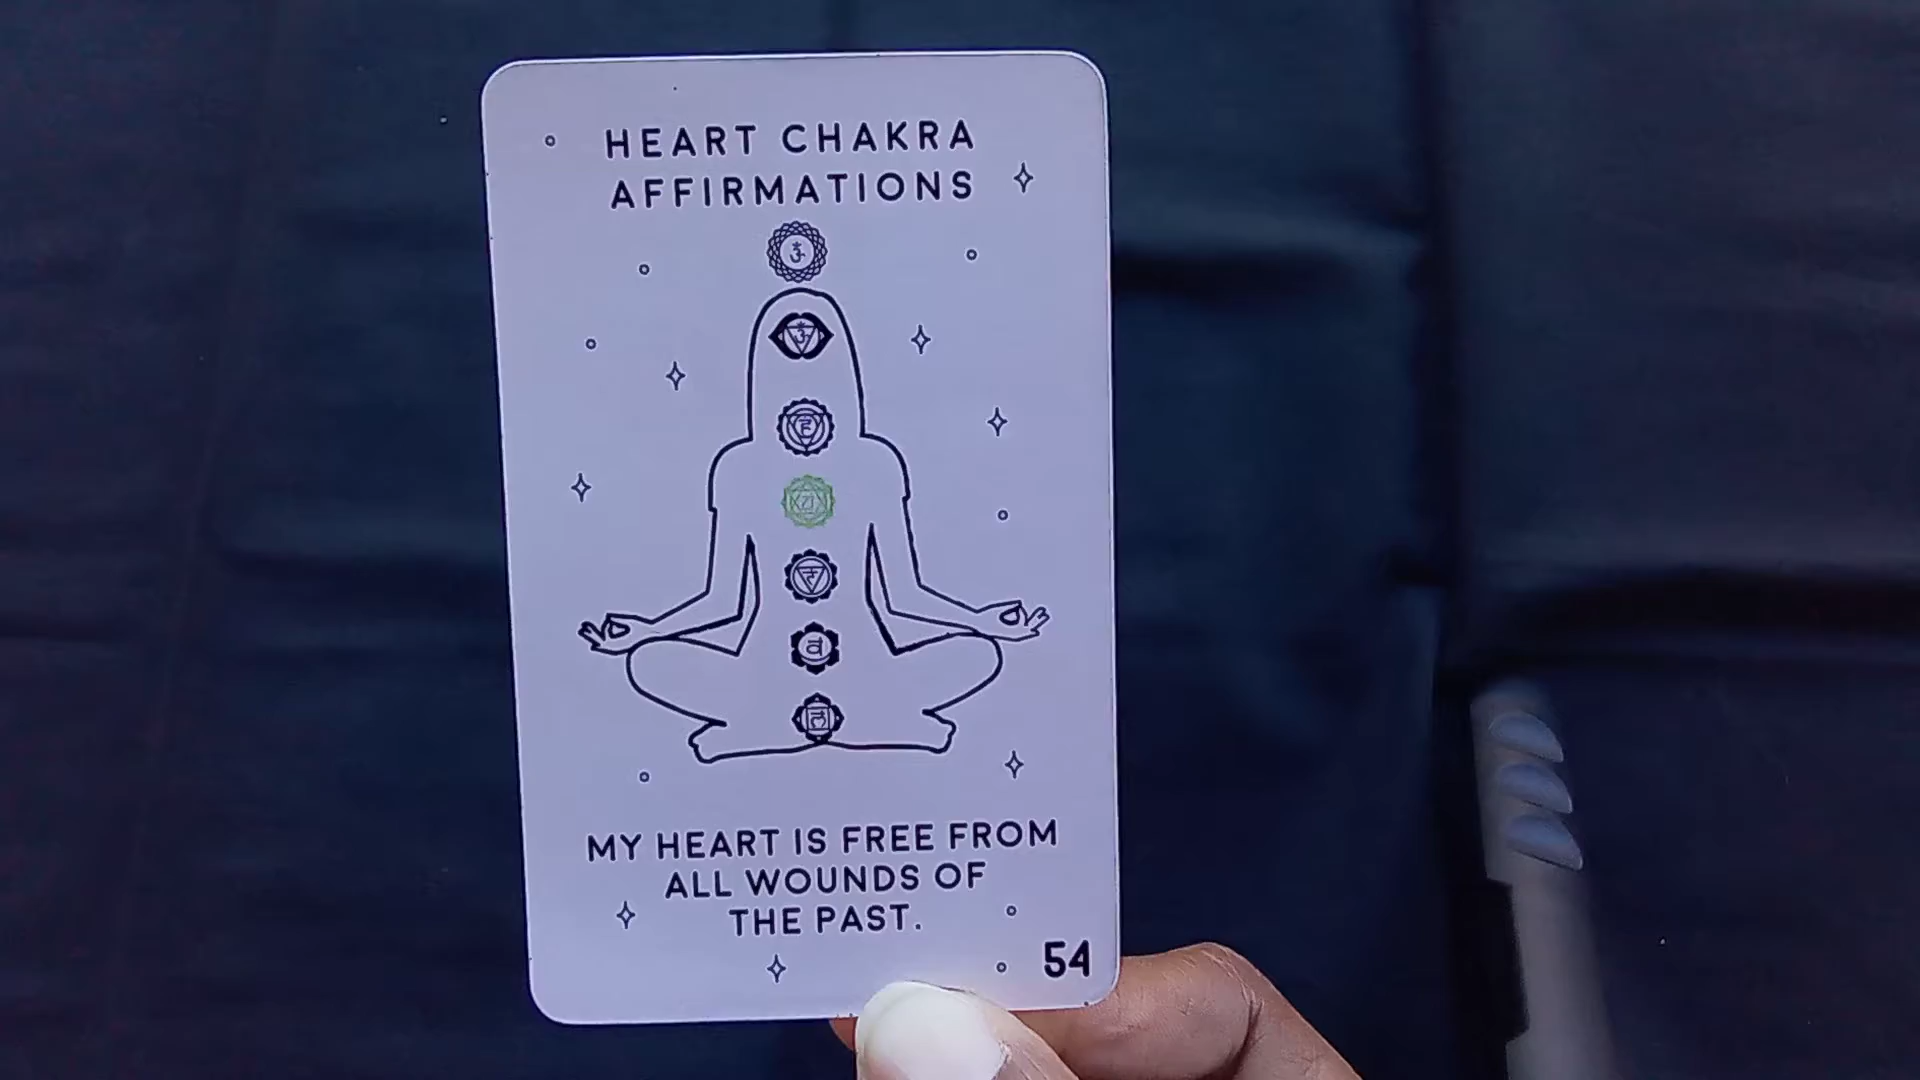 HEART CHAKRA
AFFIRMATIONS
ॐ
ॐ
हं
MY HEART IS FREE FROM
ALL WOUNDS OF
THE PAST.
54